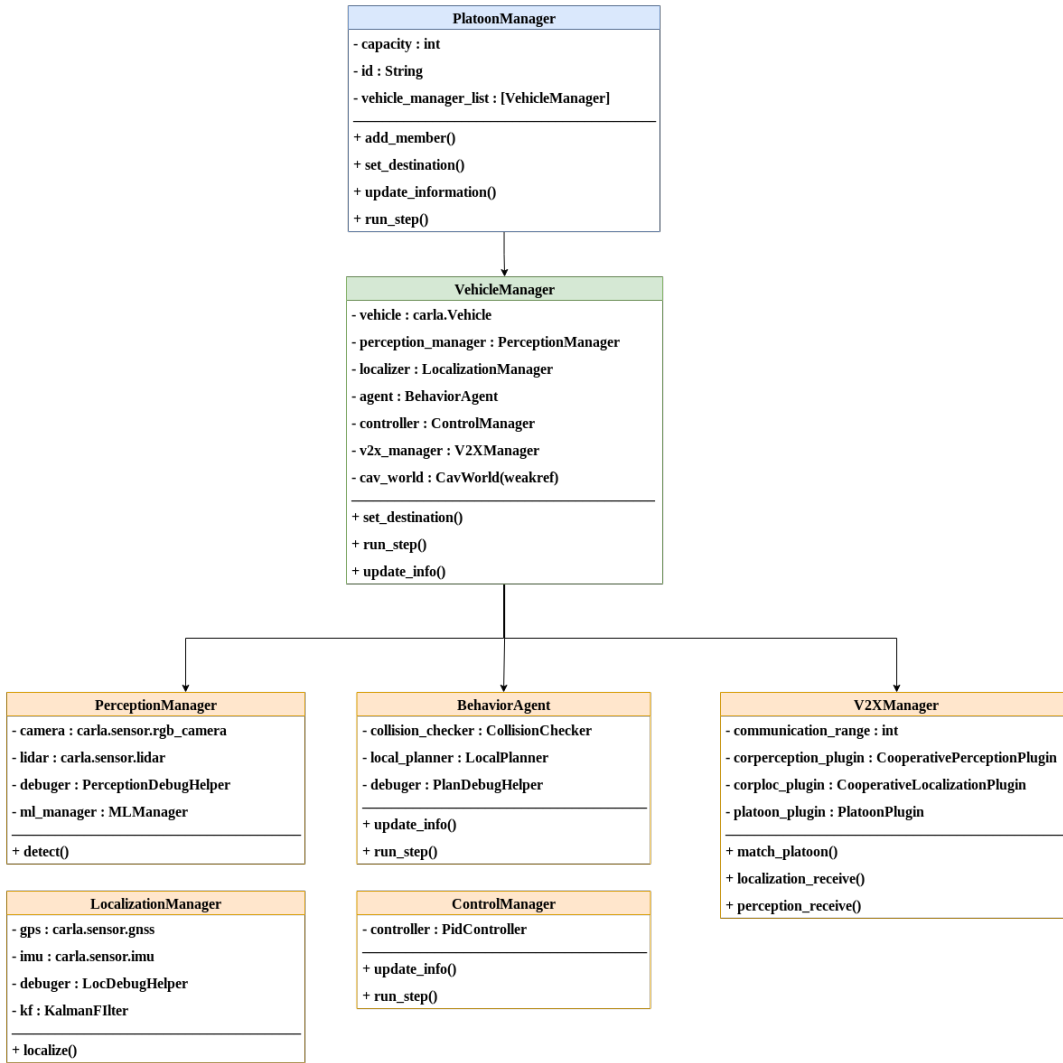 PlatoonManager
- capacity : int
- id : String
- vehicle_manager_list : [VehicleManager]
+ add_member()
+ set_destination()
+ update_information()
+ run_step()
VehicleManager
- vehicle : carla.Vehicle
- perception_manager : PerceptionManager
- localizer : LocalizationManager
- agent : BehaviorAgent
- controller : ControlManager
- v2x_manager : V2XManager
- cav_world : CavWorld(weakref)
+ set_destination()
+ run_step()
+ update_info()
PerceptionManager
- camera : carla.sensor.rgb_camera
- lidar : carla.sensor.lidar
- debuger : PerceptionDebugHelper
- ml_manager : MLManager
+ detect()
LocalizationManager
- gps : carla.sensor.gnss
- imu : carla.sensor.imu
- debuger : LocDebugHelper
- kf : KalmanFIlter
+ localize()
BehaviorAgent
- collision_checker : CollisionChecker
- local_planner : LocalPlanner
- debuger : PlanDebugHelper
+ update_info()
+ run_step()
ControlManager
- controller : PidController
+ update_info()
+ run_step()
V2XManager
- communication_range : int
- corperception_plugin : CooperativePerceptionPlugin
- corploc_plugin : CooperativeLocalizationPlugin
- platoon_plugin : PlatoonPlugin
+ match_platoon()
+ localization_receive()
+ perception_receive()